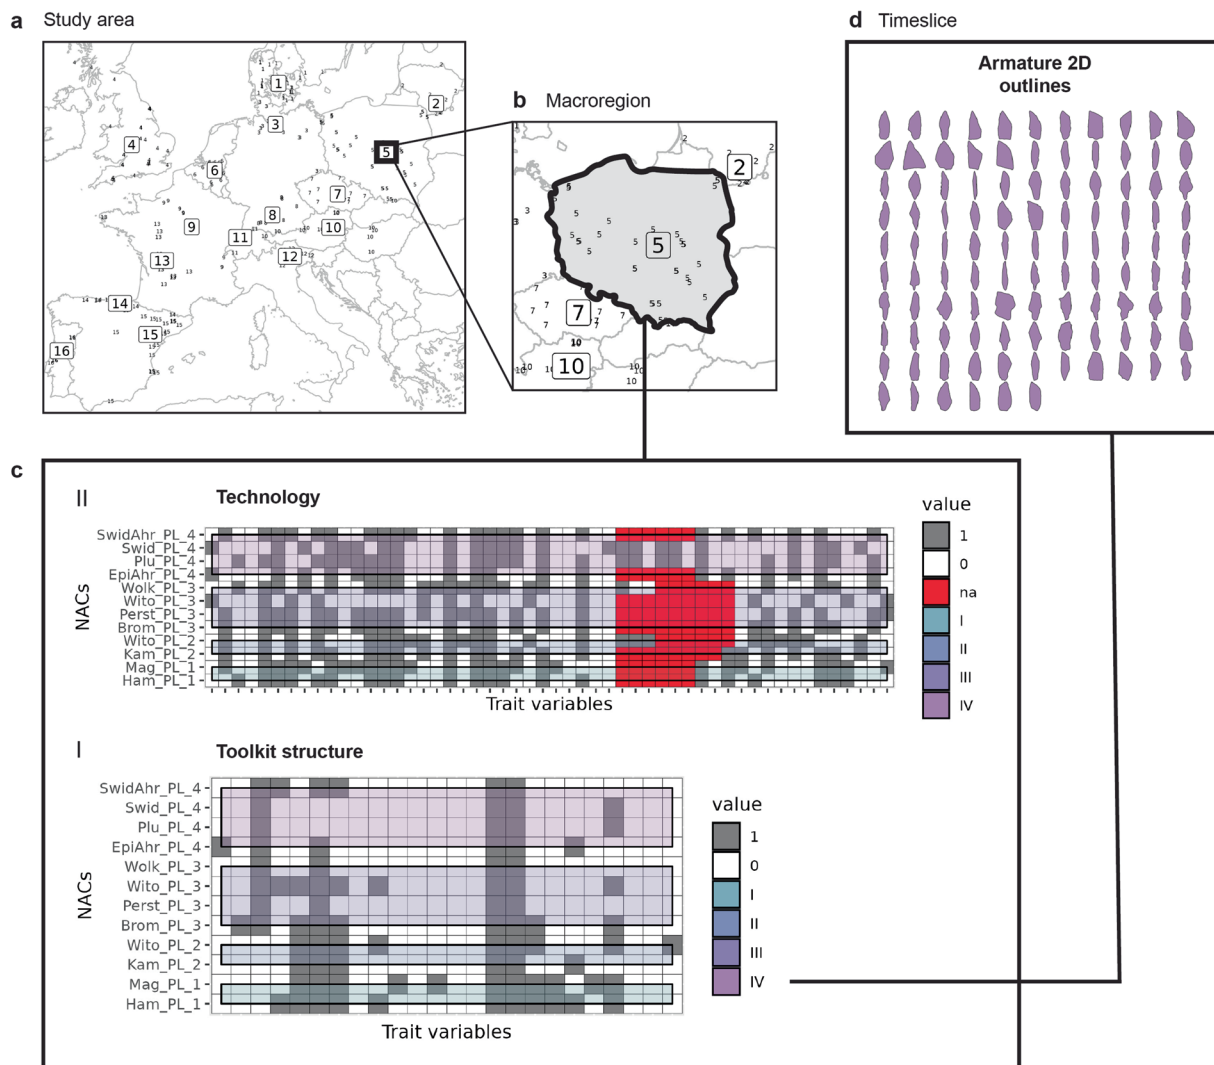 a Study area
1
2
3
4
5
6
7
8
9
10
11
12
13
14
15
16
b Macroregion
2
5
7
10
d Timeslice
Armature 2D
outlines
c
II Technology
SwidAhr_PL_4
Swid_PL_4
Plu_PL_4
EpiAhr_PL_4
Wolk_PL_3
Wito_PL_3
Perst_PL_3
Brom_PL_3
Wito_PL_2
Kam_PL_2
Mag_PL_1
Ham_PL_1
NACs
Trait variables
value
1
0
na
I
II
III
IV
I Toolkit structure
SwidAhr_PL_4
Swid_PL_4
Plu_PL_4
EpiAhr_PL_4
Wolk_PL_3
Wito_PL_3
Perst_PL_3
Brom_PL_3
Wito_PL_2
Kam_PL_2
Mag_PL_1
Ham_PL_1
NACs
Trait variables
value
1
0
I
II
III
IV